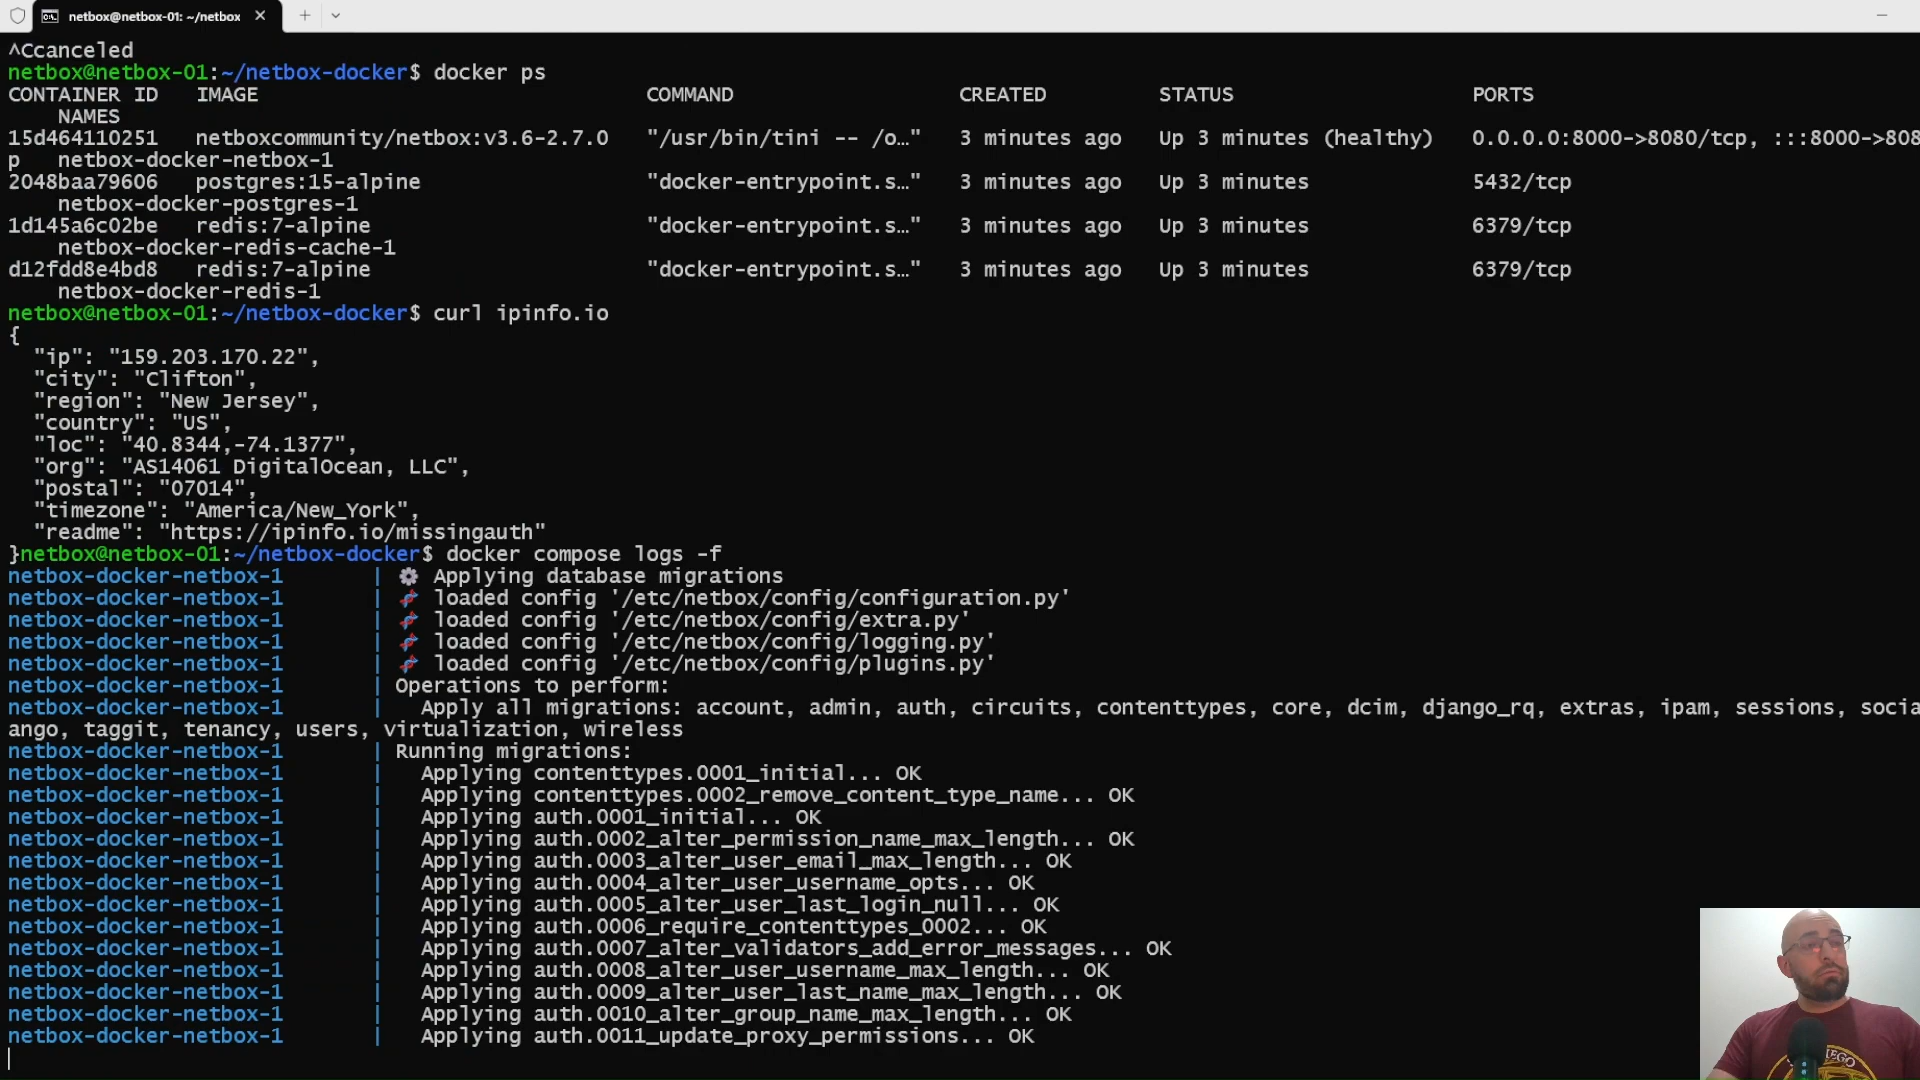 netbox@netbox-01: ~/netbox
^Ccanceled
netbox@netbox-01:~/netbox-docker$ docker ps
CONTAINER ID   IMAGE                               COMMAND                  CREATED         STATUS                   PORTS
    NAMES
15d464110251   netboxcommunity/netbox:v3.6-2.7.0   "/usr/bin/tini -- /o…"   3 minutes ago   Up 3 minutes (healthy)   0.0.0.0:8000->8080/tcp, :::8000->808
p   netbox-docker-netbox-1
2048baa79606   postgres:15-alpine                  "docker-entrypoint.s…"   3 minutes ago   Up 3 minutes             5432/tcp
    netbox-docker-postgres-1
1d145a6c02be   redis:7-alpine                      "docker-entrypoint.s…"   3 minutes ago   Up 3 minutes             6379/tcp
    netbox-docker-redis-cache-1
d12fdd8e4bd8   redis:7-alpine                      "docker-entrypoint.s…"   3 minutes ago   Up 3 minutes             6379/tcp
    netbox-docker-redis-1
netbox@netbox-01:~/netbox-docker$ curl ipinfo.io
{
  "ip": "159.203.170.22",
  "city": "Clifton",
  "region": "New Jersey",
  "country": "US",
  "loc": "40.8344,-74.1377",
  "org": "AS14061 DigitalOcean, LLC",
  "postal": "07014",
  "timezone": "America/New_York",
  "readme": "https://ipinfo.io/missingauth"
}netbox@netbox-01:~/netbox-docker$ docker compose logs -f
netbox-docker-netbox-1       | ⚙️ Applying database migrations
netbox-docker-netbox-1       | 🧬 loaded config '/etc/netbox/config/configuration.py'
netbox-docker-netbox-1       | 🧬 loaded config '/etc/netbox/config/extra.py'
netbox-docker-netbox-1       | 🧬 loaded config '/etc/netbox/config/logging.py'
netbox-docker-netbox-1       | 🧬 loaded config '/etc/netbox/config/plugins.py'
netbox-docker-netbox-1       | Operations to perform:
netbox-docker-netbox-1       |   Apply all migrations: account, admin, auth, circuits, contenttypes, core, dcim, django_rq, extras, ipam, sessions, socia
ango, taggit, tenancy, users, virtualization, wireless
netbox-docker-netbox-1       | Running migrations:
netbox-docker-netbox-1       |   Applying contenttypes.0001_initial... OK
netbox-docker-netbox-1       |   Applying contenttypes.0002_remove_content_type_name... OK
netbox-docker-netbox-1       |   Applying auth.0001_initial... OK
netbox-docker-netbox-1       |   Applying auth.0002_alter_permission_name_max_length... OK
netbox-docker-netbox-1       |   Applying auth.0003_alter_user_email_max_length... OK
netbox-docker-netbox-1       |   Applying auth.0004_alter_user_username_opts... OK
netbox-docker-netbox-1       |   Applying auth.0005_alter_user_last_login_null... OK
netbox-docker-netbox-1       |   Applying auth.0006_require_contenttypes_0002... OK
netbox-docker-netbox-1       |   Applying auth.0007_alter_validators_add_error_messages... OK
netbox-docker-netbox-1       |   Applying auth.0008_alter_user_username_max_length... OK
netbox-docker-netbox-1       |   Applying auth.0009_alter_user_last_name_max_length... OK
netbox-docker-netbox-1       |   Applying auth.0010_alter_group_name_max_length... OK
netbox-docker-netbox-1       |   Applying auth.0011_update_proxy_permissions... OK